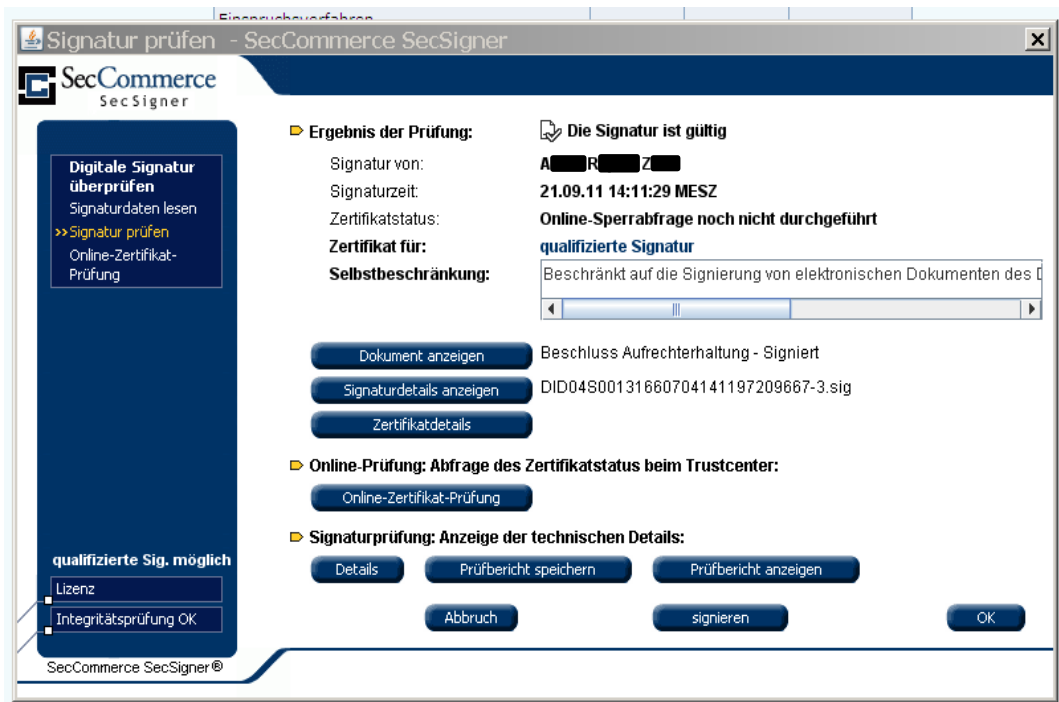 Einspruchsverfahren
Signatur prüfen - SecCommerce SecSigner
SecCommerce
SecSigner
Digitale Signatur
überprüfen
Signaturdaten lesen
>>Signatur prüfen
Online-Zertifikat-
Prüfung
qualifizierte Sig. möglich
Lizenz
Integritätsprüfung OK
SecCommerce SecSigner®
Ergebnis der Prüfung: Die Signatur ist gültig
Signatur von: A R Z
Signaturzeit: 21.09.11 14:11:29 MESZ
Zertifikatstatus: Online-Sperrabfrage noch nicht durchgeführt
Zertifikat für: qualifizierte Signatur
Selbstbeschränkung: Beschränkt auf die Signierung von elektronischen Dokumenten des
Dokument anzeigen Beschluss Aufrechterhaltung - Signiert
Signaturdetails anzeigen DID04S00131660704141197209667-3.sig
Zertifikatdetails
Online-Prüfung: Abfrage des Zertifikatstatus beim Trustcenter:
Online-Zertifikat-Prüfung
Signaturprüfung: Anzeige der technischen Details:
Details Prüfbericht speichern Prüfbericht anzeigen
Abbruch signieren OK